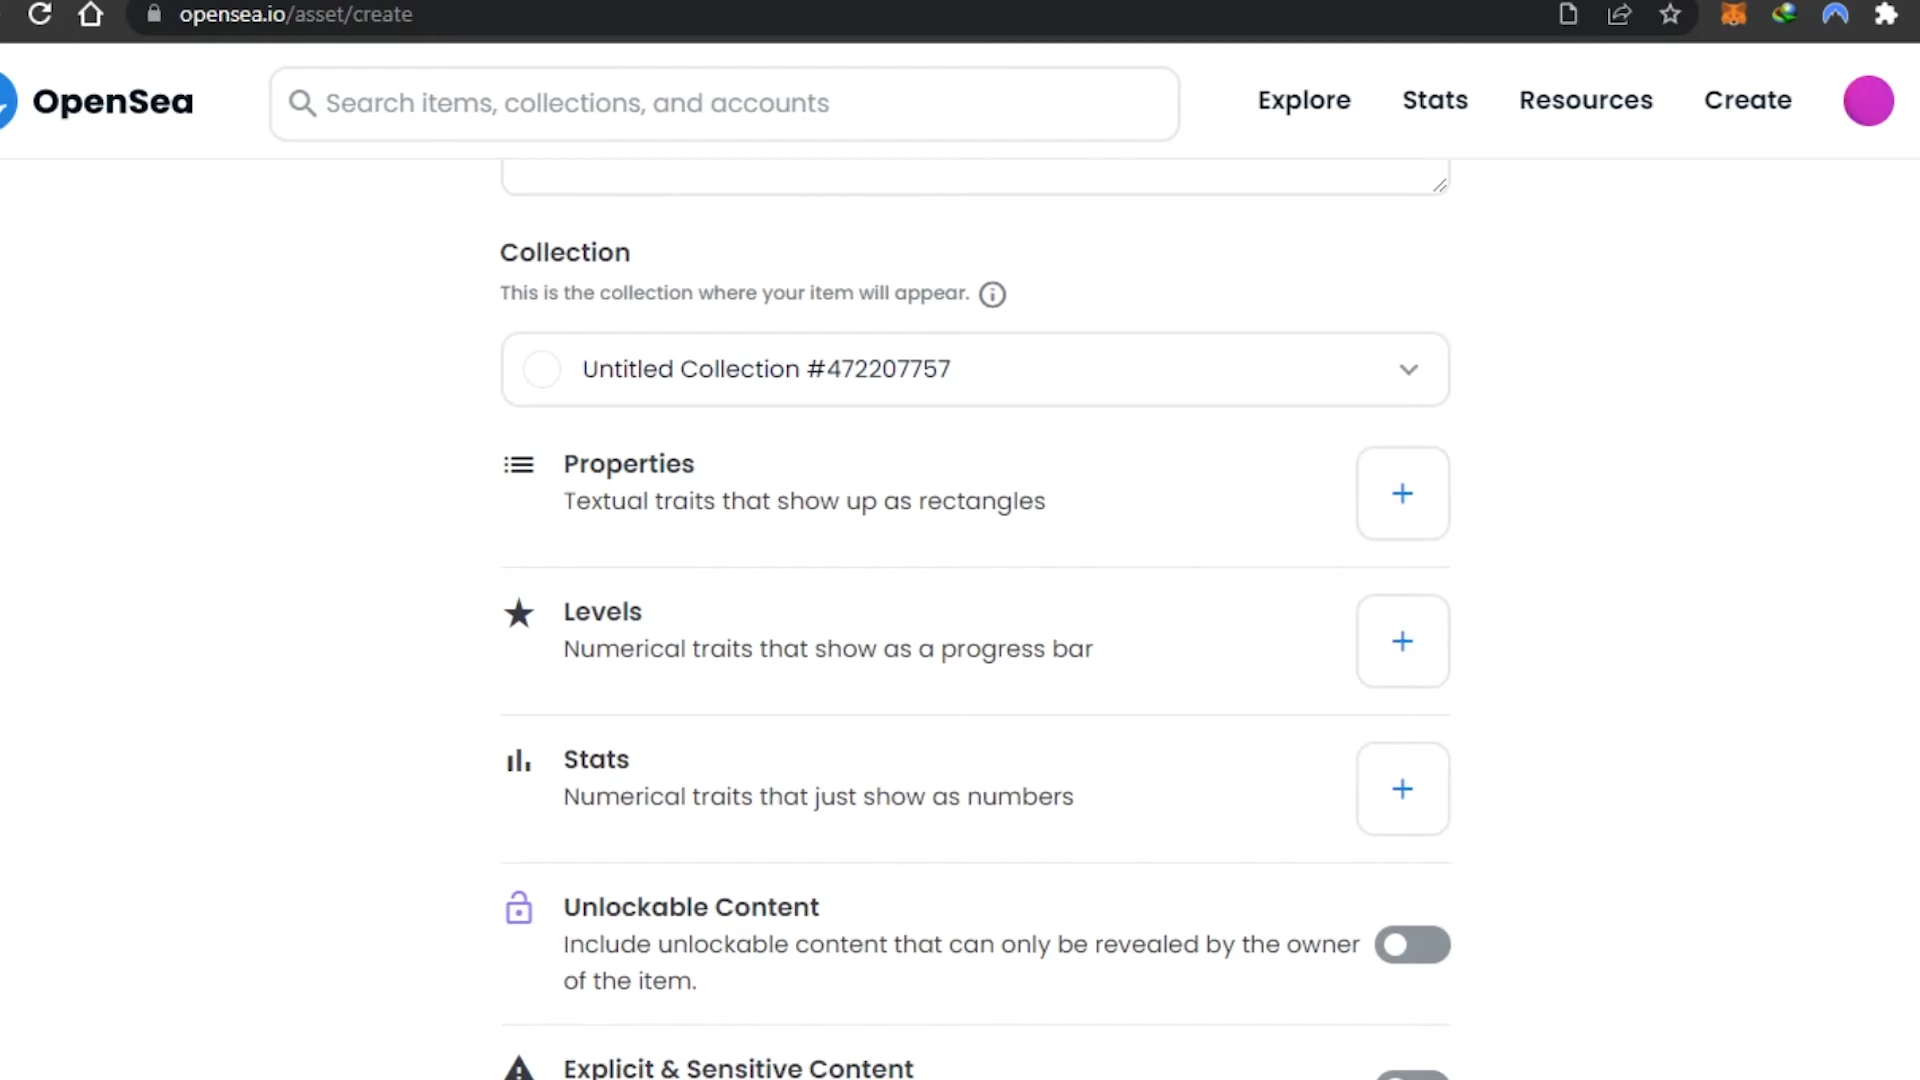 opensea.io/asset/create
OpenSea
Search items, collections, and accounts
Explore
Stats
Resources
Create
Collection
This is the collection where your item will appear.
Untitled Collection #472207757
Properties
Textual traits that show up as rectangles
Levels
Numerical traits that show as a progress bar
Stats
Numerical traits that just show as numbers
Unlockable Content
Include unlockable content that can only be revealed by the owner
of the item.
Explicit & Sensitive Content